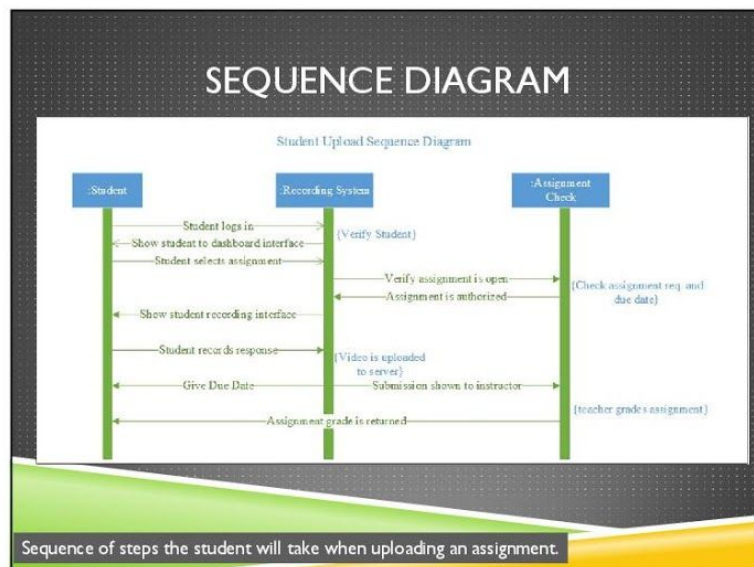 SEQUENCE DIAGRAM
Student Upload Sequence Diagram
:Student
:Recording System
:Assignment
Check
Student logs in
{Verify Student}
Show student to dashboard interface
Student selects assignment
Verify assignment is open
{Check assignment req. and
due date}
Assignment is authorized
Show student recording interface
Student records response
{Video is uploaded
to server}
Give Due Date
Submission shown to instructor
{teacher grades assignment}
Assignment grade is returned
Sequence of steps the student will take when uploading an assignment.